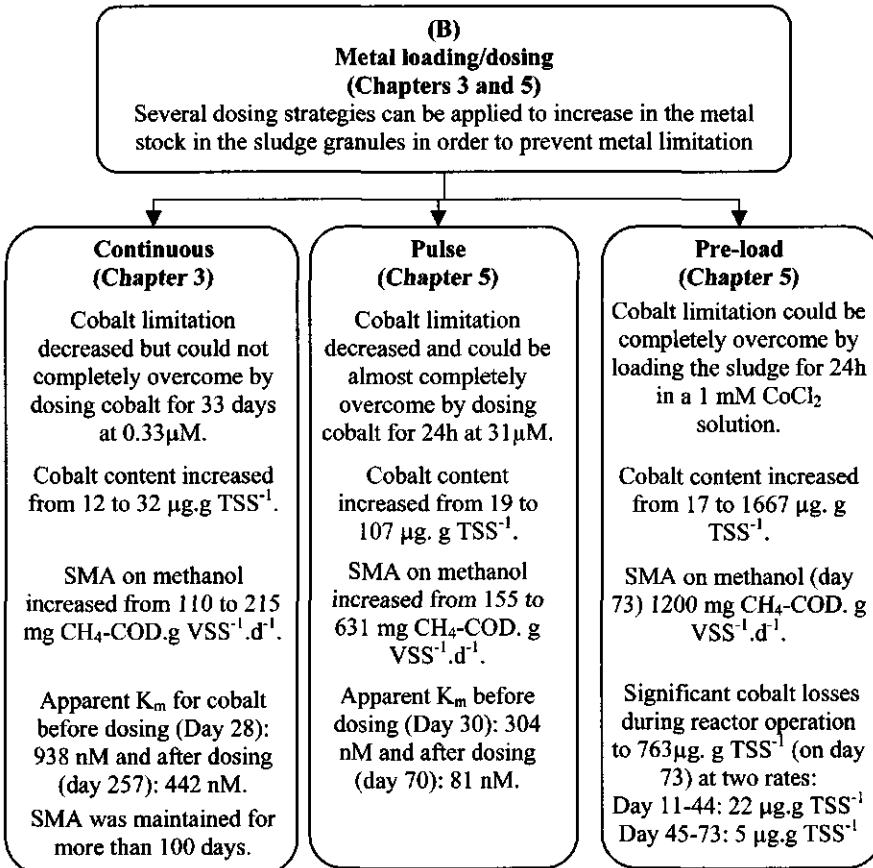 (B)
Metal loading/dosing
(Chapters 3 and 5)
Several dosing strategies can be applied to increase in the metal
stock in the sludge granules in order to prevent metal limitation
Continuous
(Chapter 3)
Cobalt limitation
decreased but could not
completely overcome by
dosing cobalt for 33 days
at 0.33µM.
Cobalt content increased
from 12 to 32 µg.g TSS⁻¹.
SMA on methanol
increased from 110 to 215
mg CH₄-COD.g VSS⁻¹.d⁻¹.
Apparent Kₘ for cobalt
before dosing (Day 28):
938 nM and after dosing
(day 257): 442 nM.
SMA was maintained for
more than 100 days.
Pulse
(Chapter 5)
Cobalt limitation
decreased and could be
almost completely
overcome by dosing
cobalt for 24h at 31µM.
Cobalt content
increased from 19 to
107 µg. g TSS⁻¹.
SMA on methanol
increased from 155 to
631 mg CH₄-COD. g
VSS⁻¹.d⁻¹.
Apparent Kₘ before
dosing (Day 30): 304
nM and after dosing
(day 70): 81 nM.
Pre-load
(Chapter 5)
Cobalt limitation could be
completely overcome by
loading the sludge for 24h
in a 1 mM CoCl₂
solution.
Cobalt content increased
from 17 to 1667 µg. g
TSS⁻¹.
SMA on methanol (day
73) 1200 mg CH₄-COD. g
VSS⁻¹.d⁻¹.
Significant cobalt losses
during reactor operation
to 763µg. g TSS⁻¹ (on day
73) at two rates:
Day 11-44: 22 µg.g TSS⁻¹
Day 45-73: 5 µg.g TSS⁻¹